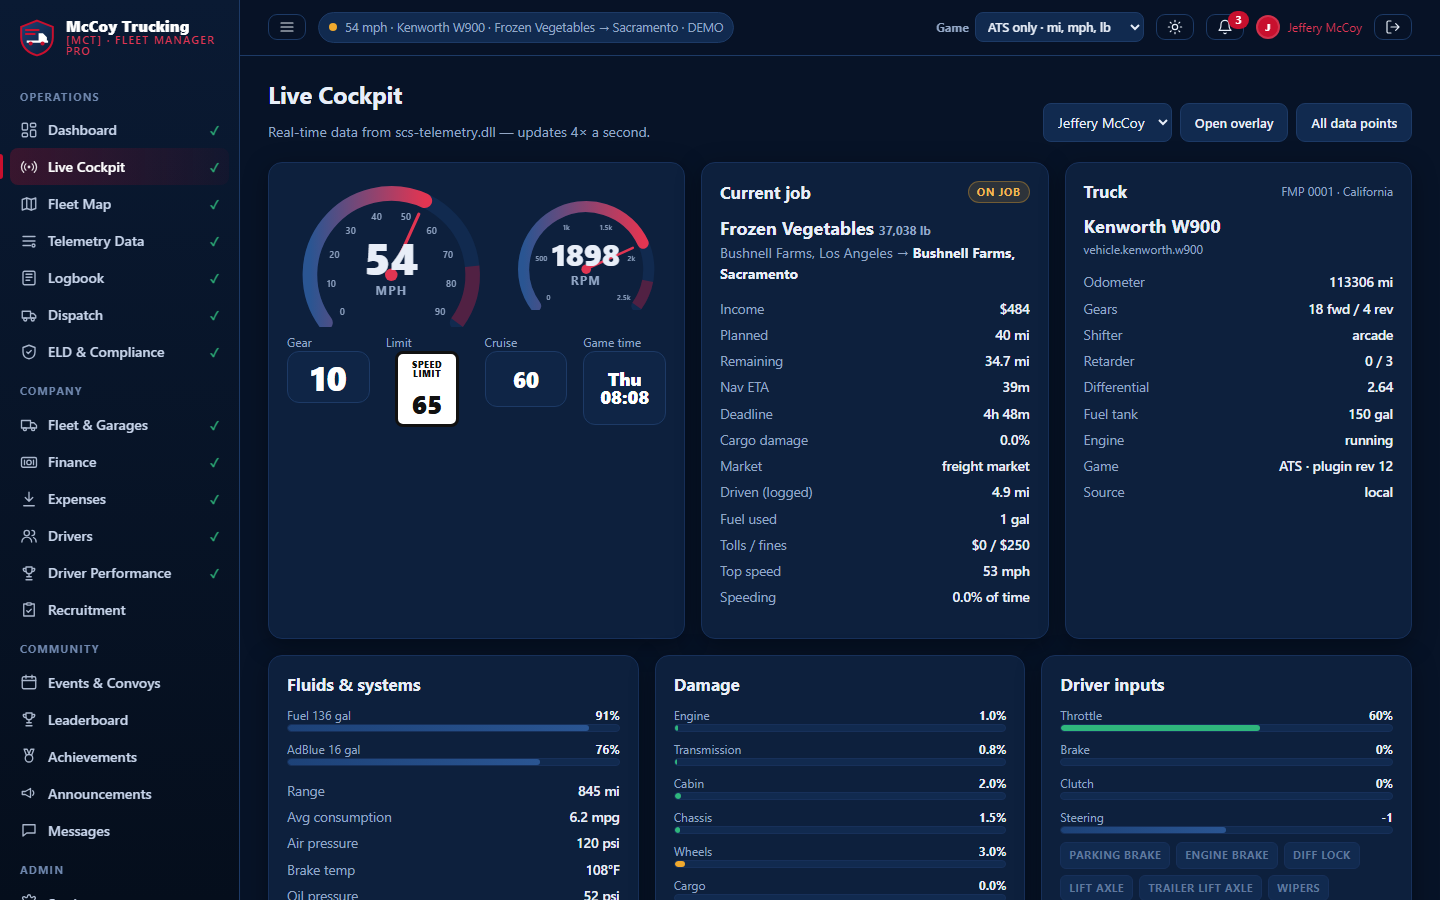 McCoy Trucking
[MCT] · FLEET MANAGER
PRO
OPERATIONS
Dashboard ✓
Live Cockpit ✓
Fleet Map ✓
Telemetry Data ✓
Logbook ✓
Dispatch ✓
ELD & Compliance ✓
COMPANY
Fleet & Garages ✓
Finance ✓
Expenses ✓
Drivers ✓
Driver Performance ✓
Recruitment
COMMUNITY
Events & Convoys
Leaderboard
Achievements
Announcements
Messages
ADMIN
54 mph · Kenworth W900 · Frozen Vegetables → Sacramento · DEMO
Game ATS only · mi, mph, lb
3
J Jeffery McCoy
Live Cockpit
Real-time data from scs-telemetry.dll — updates 4× a second.
Jeffery McCoy Open overlay All data points
0 10 20 30 40 50 60 70 80 90
54
MPH
0 500 1k 1.5k 2k 2.5k
1898
RPM
Gear Limit Cruise Game time
10
SPEED
LIMIT
65
60
Thu
08:08
Current job ON JOB
Frozen Vegetables 37,038 lb
Bushnell Farms, Los Angeles → Bushnell Farms,
Sacramento
Income $484
Planned 40 mi
Remaining 34.7 mi
Nav ETA 39m
Deadline 4h 48m
Cargo damage 0.0%
Market freight market
Driven (logged) 4.9 mi
Fuel used 1 gal
Tolls / fines $0 / $250
Top speed 53 mph
Speeding 0.0% of time
Truck FMP 0001 · California
Kenworth W900
vehicle.kenworth.w900
Odometer 113306 mi
Gears 18 fwd / 4 rev
Shifter arcade
Retarder 0 / 3
Differential 2.64
Fuel tank 150 gal
Engine running
Game ATS · plugin rev 12
Source local
Fluids & systems
Fuel 136 gal 91%
AdBlue 16 gal 76%
Range 845 mi
Avg consumption 6.2 mpg
Air pressure 120 psi
Brake temp 108°F
Oil pressure 52 psi
Damage
Engine 1.0%
Transmission 0.8%
Cabin 2.0%
Chassis 1.5%
Wheels 3.0%
Cargo 0.0%
Driver inputs
Throttle 60%
Brake 0%
Clutch 0%
Steering -1
PARKING BRAKE ENGINE BRAKE DIFF LOCK
LIFT AXLE TRAILER LIFT AXLE WIPERS